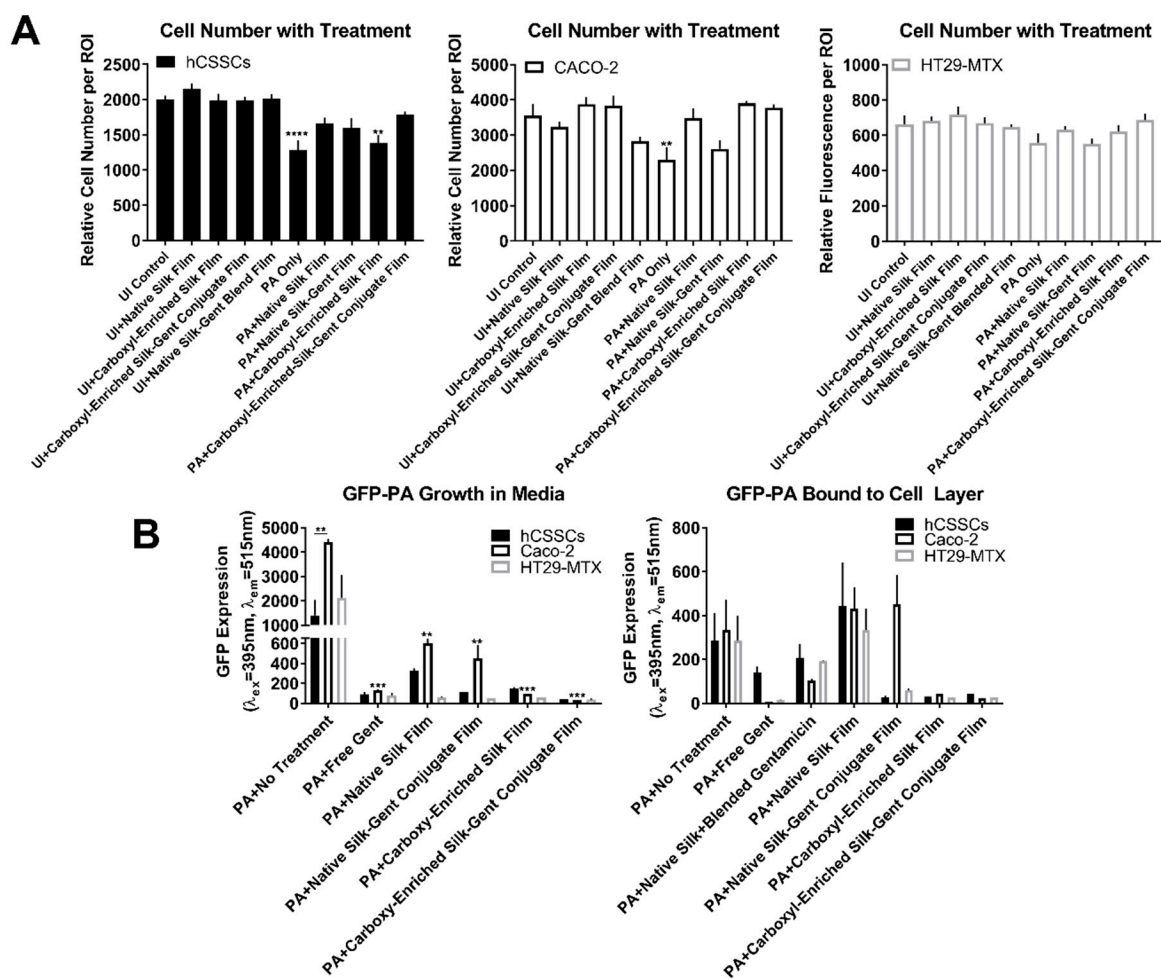 A
Cell Number with Treatment
hCSSCs
Relative Cell Number per ROI
2500
2000
1500
1000
500
0
****
**
UI Control
UI+Native Silk Film
UI+Carboxyl-Enriched Silk Film
UI+Carboxyl-Enriched Silk-Gent Conjugate Film
UI+Native Silk-Gent Blend Film
PA Only
PA+Native Silk Film
PA+Native Silk-Gent Film
PA+Carboxyl-Enriched Silk Film
PA+Carboxyl-Enriched-Silk-Gent Conjugate Film
Cell Number with Treatment
CACO-2
Relative Cell Number per ROI
5000
4000
3000
2000
1000
0
**
UI Control
UI+Native Silk Film
UI+Carboxyl-Enriched Silk Film
UI+Carboxyl-Enriched Silk-Gent Conjugate Film
UI+Native Silk-Gent Blend Film
PA Only
PA+Native Silk Film
PA+Native Silk-Gent Film
PA+Carboxyl-Enriched Silk Film
PA+Carboxyl-Enriched Silk-Gent Conjugate Film
Cell Number with Treatment
HT29-MTX
Relative Fluorescence per ROI
800
600
400
200
0
UI Control
UI+Native Silk Film
UI+Carboxyl-Enriched Silk Film
UI+Carboxyl-Enriched Silk-Gent Conjugate Film
UI+Native Silk-Gent Blended Film
PA Only
PA+Native Silk Film
PA+Native Silk-Gent Film
PA+Carboxyl-Enriched Silk Film
PA+Carboxyl-Enriched Silk-Gent Conjugate Film
B
GFP-PA Growth in Media
hCSSCs
Caco-2
HT29-MTX
GFP Expression
(λex=395nm, λem=515nm)
5000
4000
3000
2000
1000
600
400
200
0
**
***
**
**
***
***
PA+No Treatment
PA+Free Gent
PA+Native Silk Film
PA+Native Silk-Gent Conjugate Film
PA+Carboxy-Enriched Silk Film
PA+Carboxy-Enriched Silk-Gent Conjugate Film
GFP-PA Bound to Cell Layer
hCSSCs
Caco-2
HT29-MTX
GFP Expression
(λex=395nm, λem=515nm)
800
600
400
200
0
PA+No Treatment
PA+Free Gent
PA+Native Silk+Blended Gentamicin
PA+Native Silk Film
PA+Native Silk-Gent Conjugate Film
PA+Carboxyl-Enriched Silk Film
PA+Carboxyl-Enriched Silk-Gent Conjugate Film